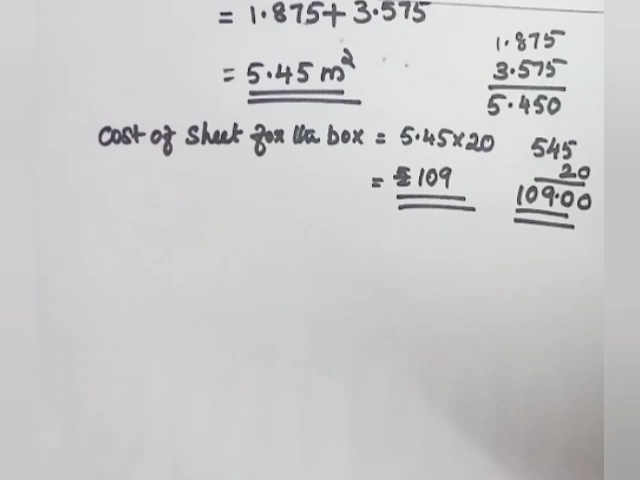 = 1.875 + 3.575
= 5.45 m²
1.875
3.575
5.450
Cost of Sheet for the box = 5.45 × 20
= ₹ 109
545
20
109.00